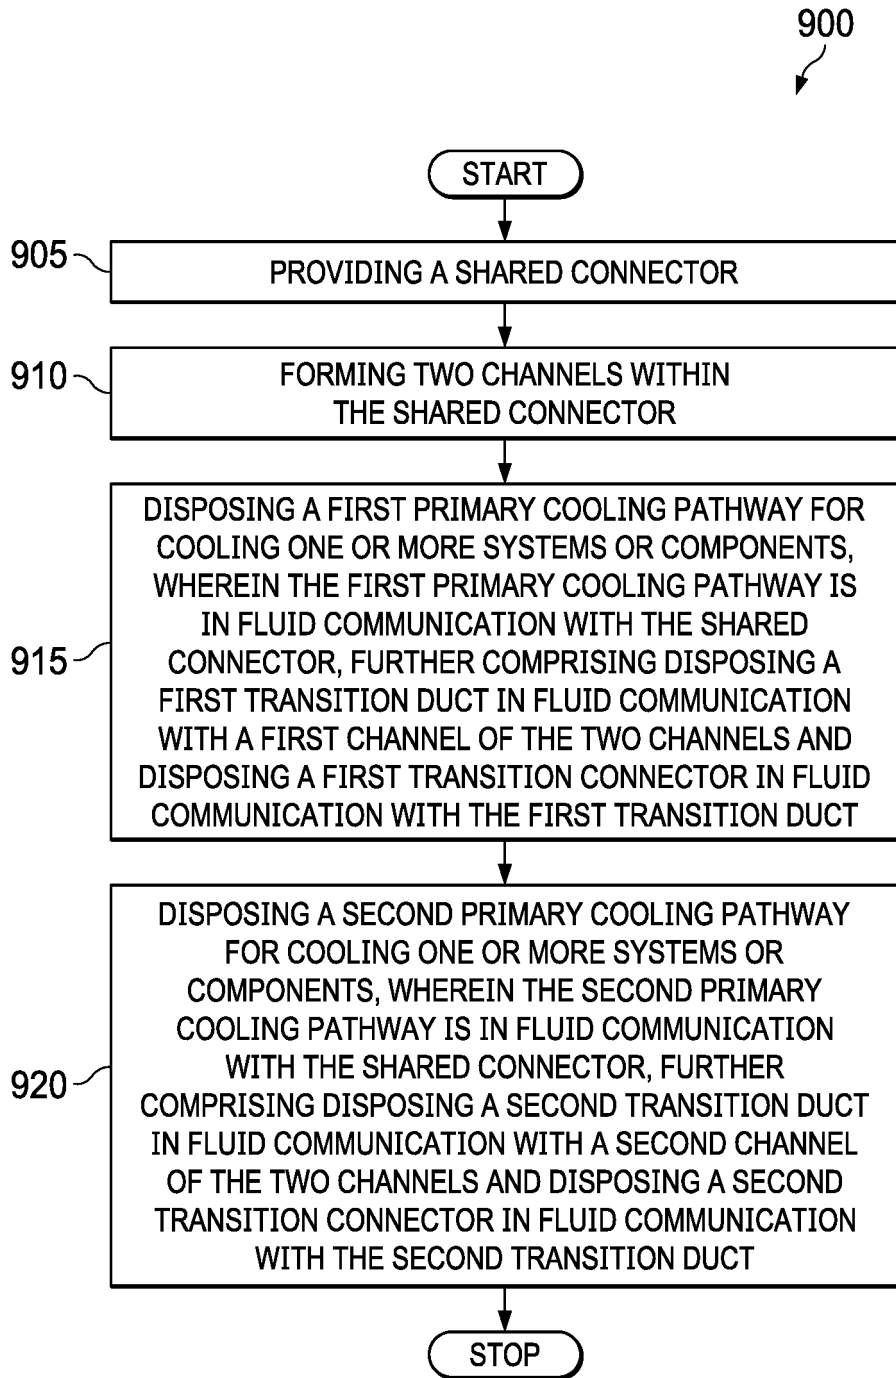 900
START
905
PROVIDING A SHARED CONNECTOR
910
FORMING TWO CHANNELS WITHIN
THE SHARED CONNECTOR
915
DISPOSING A FIRST PRIMARY COOLING PATHWAY FOR
COOLING ONE OR MORE SYSTEMS OR COMPONENTS,
WHEREIN THE FIRST PRIMARY COOLING PATHWAY IS
IN FLUID COMMUNICATION WITH THE SHARED
CONNECTOR, FURTHER COMPRISING DISPOSING A
FIRST TRANSITION DUCT IN FLUID COMMUNICATION
WITH A FIRST CHANNEL OF THE TWO CHANNELS AND
DISPOSING A FIRST TRANSITION CONNECTOR IN FLUID
COMMUNICATION WITH THE FIRST TRANSITION DUCT
920
DISPOSING A SECOND PRIMARY COOLING PATHWAY
FOR COOLING ONE OR MORE SYSTEMS OR
COMPONENTS, WHEREIN THE SECOND PRIMARY
COOLING PATHWAY IS IN FLUID COMMUNICATION
WITH THE SHARED CONNECTOR, FURTHER
COMPRISING DISPOSING A SECOND TRANSITION DUCT
IN FLUID COMMUNICATION WITH A SECOND CHANNEL
OF THE TWO CHANNELS AND DISPOSING A SECOND
TRANSITION CONNECTOR IN FLUID COMMUNICATION
WITH THE SECOND TRANSITION DUCT
STOP